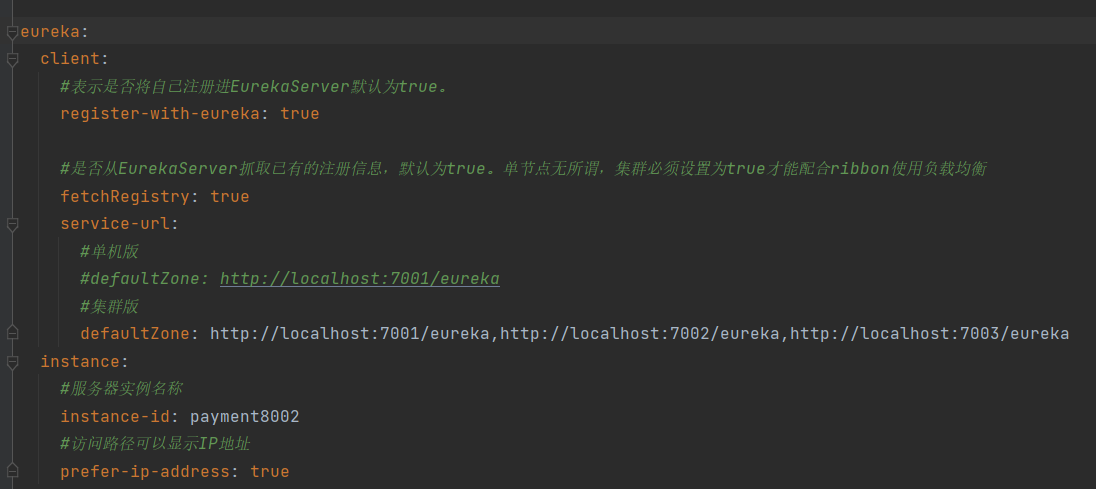 eureka:
client:
#表示是否将自己注册进EurekaServer默认为true。
register-with-eureka: true
#是否从EurekaServer抓取已有的注册信息，默认为true。单节点无所谓，集群必须设置为true才能配合ribbon使用负载均衡
fetchRegistry: true
service-url:
#单机版
#defaultZone: http://localhost:7001/eureka
#集群版
defaultZone: http://localhost:7001/eureka,http://localhost:7002/eureka,http://localhost:7003/eureka
instance:
#服务器实例名称
instance-id: payment8002
#访问路径可以显示IP地址
prefer-ip-address: true